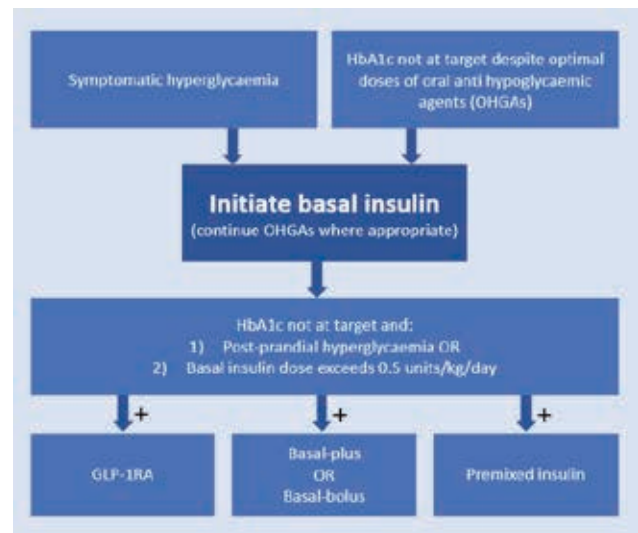 Symptomatic hyperglycaemia
HbA1c not at target despite optimal
doses of oral anti hypoglycaemic
agents (OHGAs)
Initiate basal insulin
(continue OHGAs where appropriate)
HbA1c not at target and:
1) Post-prandial hyperglycaemia OR
2) Basal insulin dose exceeds 0.5 units/kg/day
+
+
+
GLP-1RA
Basal-plus
OR
Basal-bolus
Premixed insulin